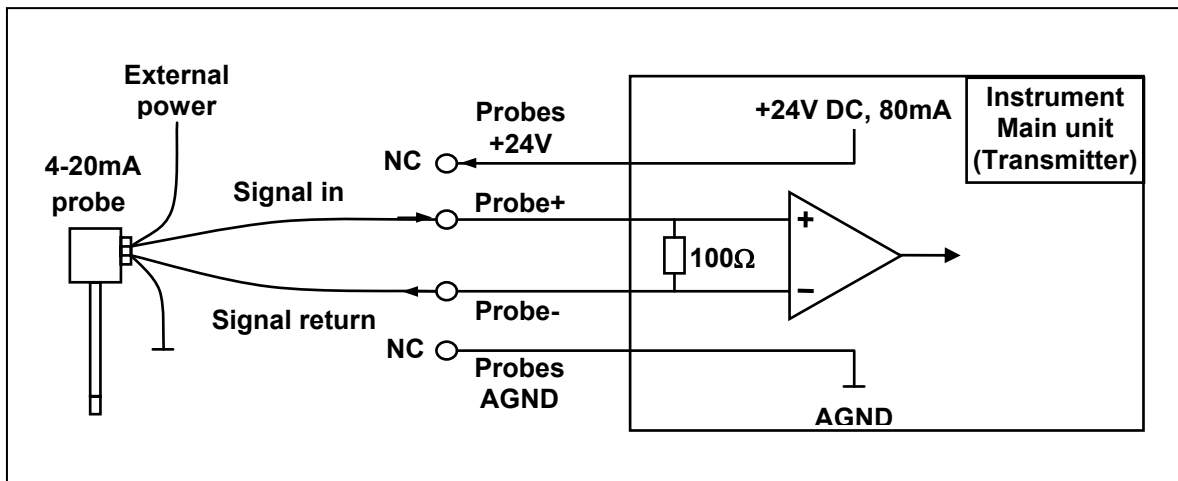 External
power
4-20mA
probe
Signal in
Signal return
Probes
+24V
NC
Probe+
Probe-
NC
Probes
AGND
+24V DC, 80mA
Instrument
Main unit
(Transmitter)
+
100Ω
−
AGND